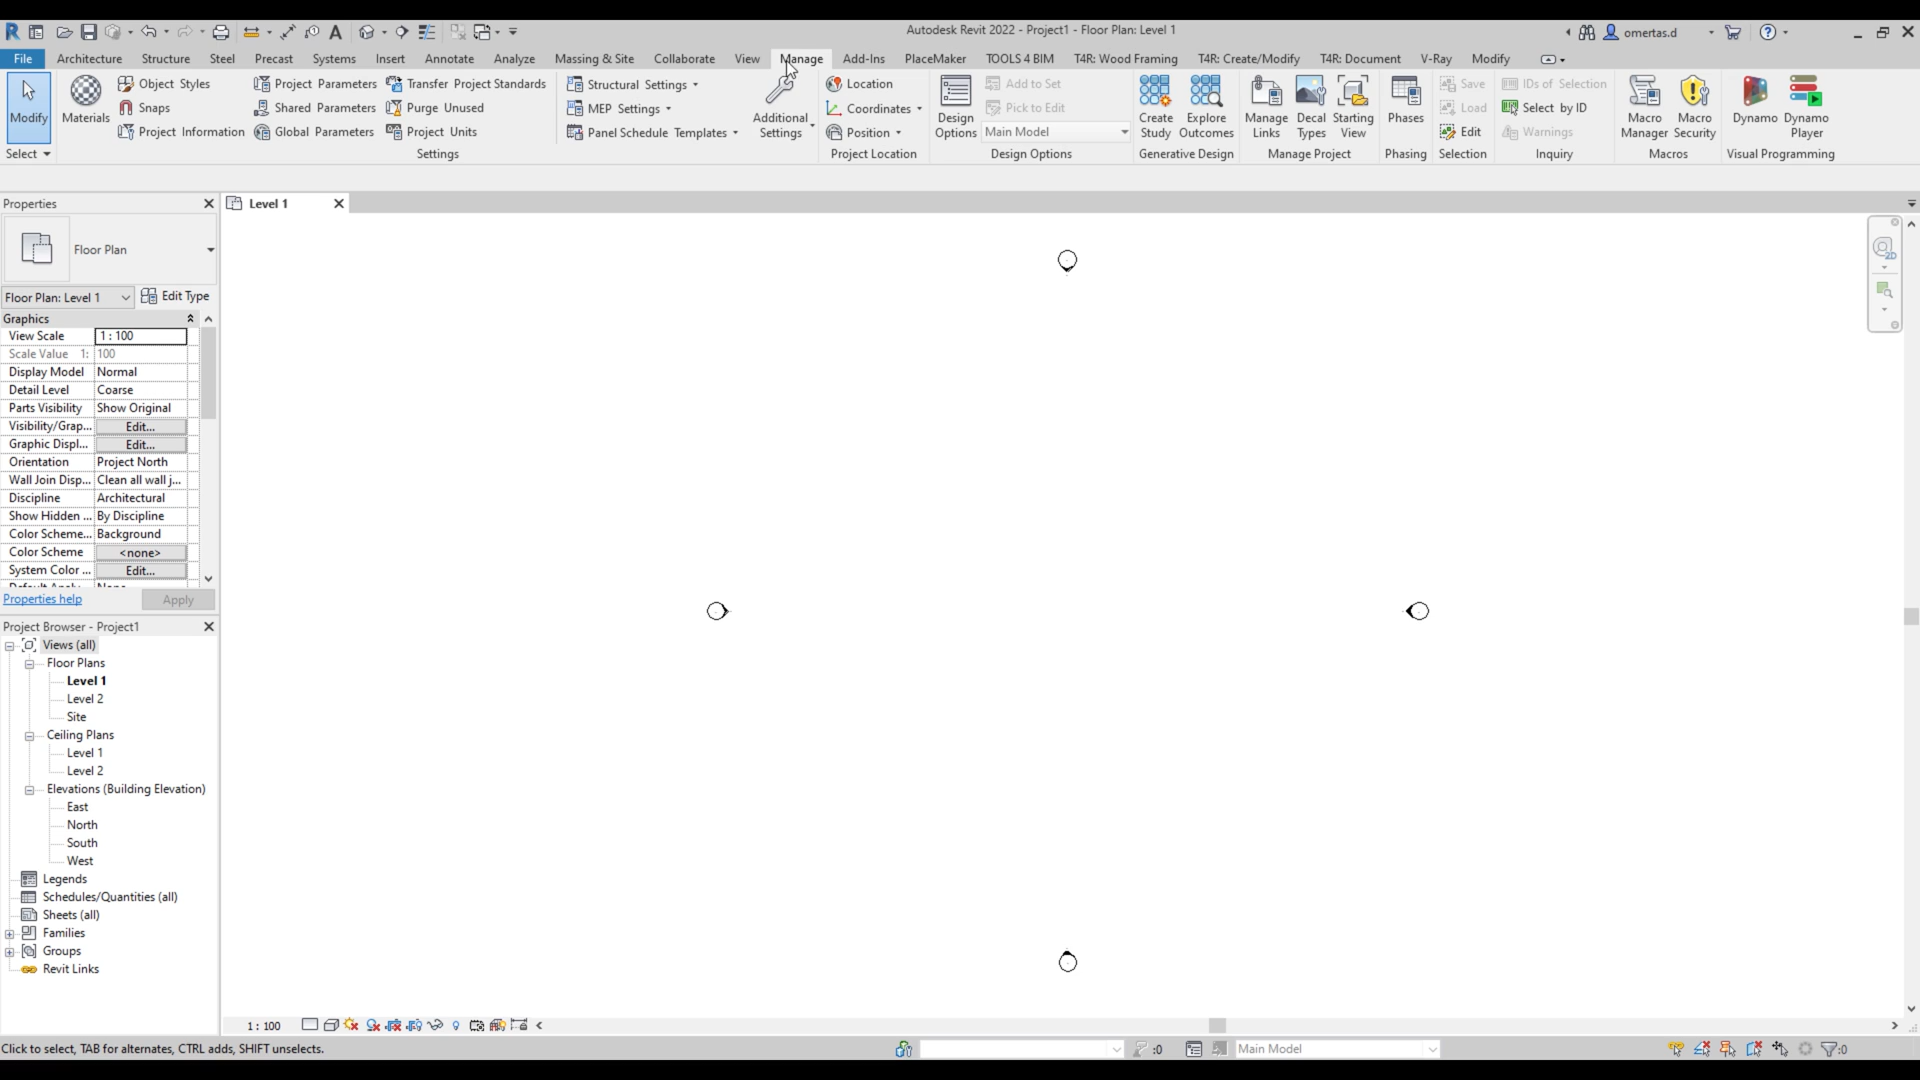 Autodesk Revit 2022 - Project1 - Floor Plan: Level 1
omertas.d
File Architecture Structure Steel Precast Systems Insert Annotate Analyze Massing & Site Collaborate View Manage Add-Ins PlaceMaker TOOLS 4 BIM T4R: Wood Framing T4R: Create/Modify T4R: Document V-Ray Modify
Modify
Select
Materials
Object Styles
Snaps
Project Information
Project Parameters
Shared Parameters
Global Parameters
Transfer Project Standards
Purge Unused
Project Units
Structural Settings
MEP Settings
Panel Schedule Templates
Additional
Settings
Settings
Location
Coordinates
Position
Project Location
Design
Options
Add to Set
Pick to Edit
Main Model
Design Options
Create
Study
Explore
Outcomes
Generative Design
Manage
Links
Decal
Types
Starting
View
Manage Project
Phases
Phasing
Save
Load
Edit
Selection
IDs of Selection
Select by ID
Warnings
Inquiry
Macro
Manager
Macro
Security
Macros
Dynamo
Dynamo
Player
Visual Programming
Properties
Level 1
Floor Plan
Floor Plan: Level 1
Edit Type
Graphics
View Scale 1 : 100
Scale Value 1: 100
Display Model Normal
Detail Level Coarse
Parts Visibility Show Original
Visibility/Grap... Edit...
Graphic Displ... Edit...
Orientation Project North
Wall Join Disp... Clean all wall j...
Discipline Architectural
Show Hidden ... By Discipline
Color Scheme... Background
Color Scheme <none>
System Color ... Edit...
Properties help
Apply
Project Browser - Project1
Views (all)
Floor Plans
Level 1
Level 2
Site
Ceiling Plans
Level 1
Level 2
Elevations (Building Elevation)
East
North
South
West
Legends
Schedules/Quantities (all)
Sheets (all)
Families
Groups
Revit Links
2D
1 : 100
Click to select, TAB for alternates, CTRL adds, SHIFT unselects.
:0
Main Model
:0